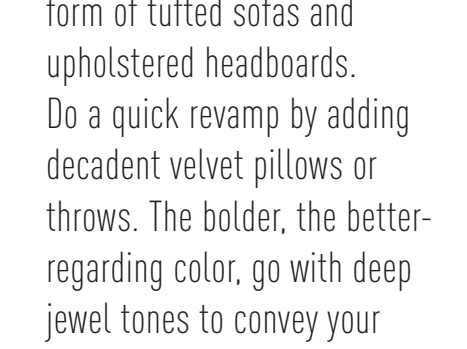 form of tufted sofas and
upholstered headboards.
Do a quick revamp by adding
decadent velvet pillows or
throws. The bolder, the better-
regarding color, go with deep
jewel tones to convey your